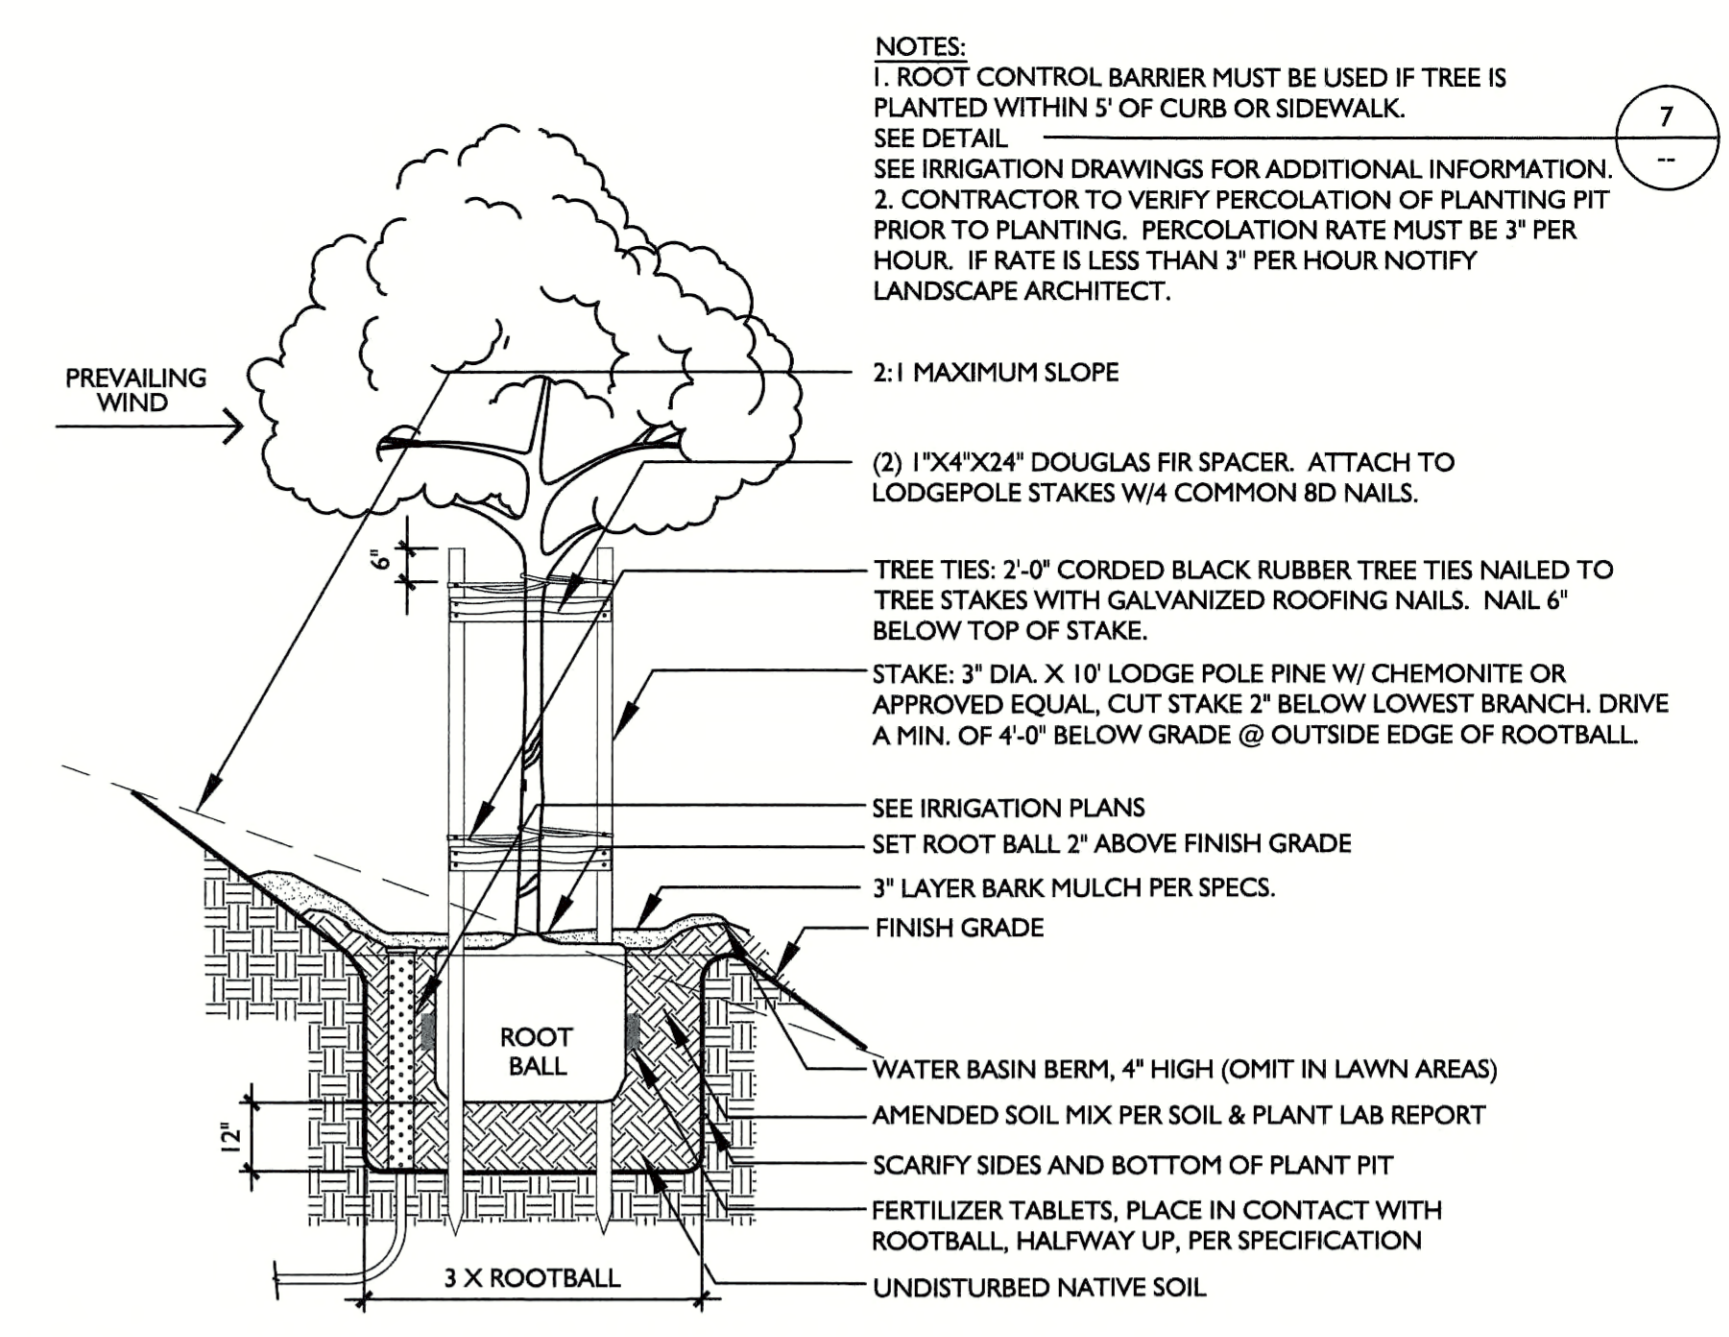 NOTES:
1. ROOT CONTROL BARRIER MUST BE USED IF TREE IS
PLANTED WITHIN 5' OF CURB OR SIDEWALK.
SEE DETAIL
7
--
SEE IRRIGATION DRAWINGS FOR ADDITIONAL INFORMATION.
2. CONTRACTOR TO VERIFY PERCOLATION OF PLANTING PIT
PRIOR TO PLANTING. PERCOLATION RATE MUST BE 3" PER
HOUR. IF RATE IS LESS THAN 3" PER HOUR NOTIFY
LANDSCAPE ARCHITECT.
PREVAILING
WIND
2:1 MAXIMUM SLOPE
(2) 1"X4"X24" DOUGLAS FIR SPACER. ATTACH TO
LODGEPOLE STAKES W/4 COMMON 8D NAILS.
6"
TREE TIES: 2'-0" CORDED BLACK RUBBER TREE TIES NAILED TO
TREE STAKES WITH GALVANIZED ROOFING NAILS. NAIL 6"
BELOW TOP OF STAKE.
STAKE: 3" DIA. X 10' LODGE POLE PINE W/ CHEMONITE OR
APPROVED EQUAL, CUT STAKE 2" BELOW LOWEST BRANCH. DRIVE
A MIN. OF 4'-0" BELOW GRADE @ OUTSIDE EDGE OF ROOTBALL.
SEE IRRIGATION PLANS
SET ROOT BALL 2" ABOVE FINISH GRADE
3" LAYER BARK MULCH PER SPECS.
FINISH GRADE
ROOT
BALL
WATER BASIN BERM, 4" HIGH (OMIT IN LAWN AREAS)
AMENDED SOIL MIX PER SOIL & PLANT LAB REPORT
12"
SCARIFY SIDES AND BOTTOM OF PLANT PIT
FERTILIZER TABLETS, PLACE IN CONTACT WITH
ROOTBALL, HALFWAY UP, PER SPECIFICATION
3 X ROOTBALL
UNDISTURBED NATIVE SOIL